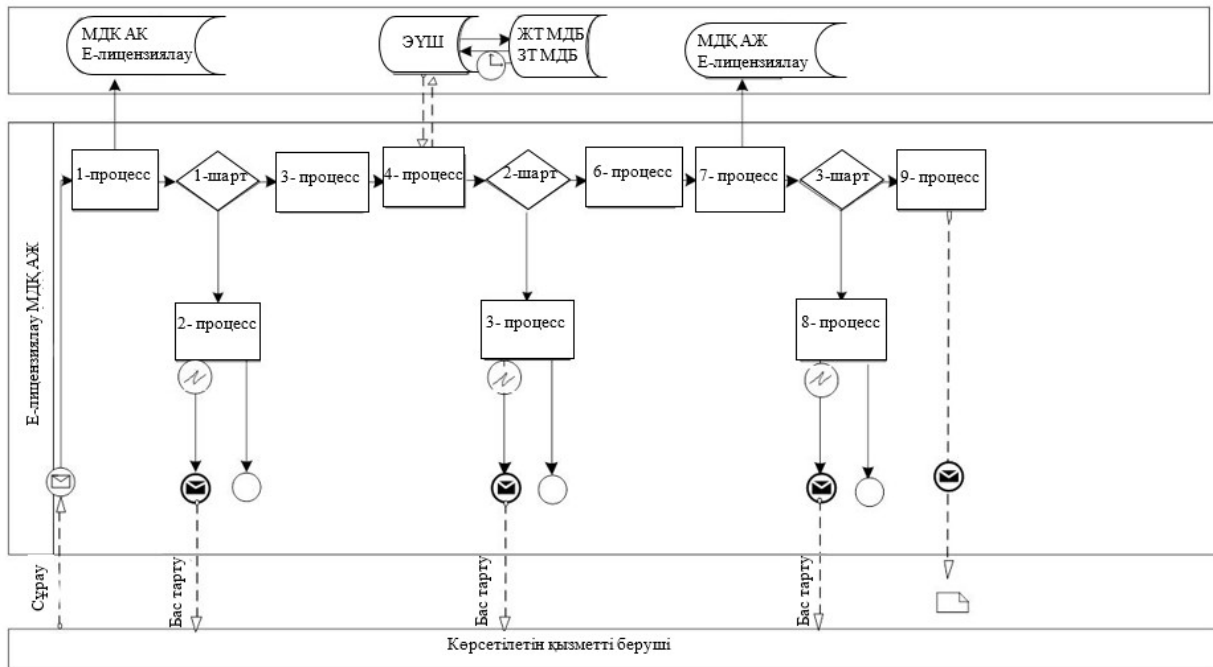 МДК АК
Е-лицензиялау
ЭҮШ
ЖТ МДБ
ЗТ МДБ
МДҚ АЖ
Е-лицензиялау
Е-лицензиялау МДҚ АЖ
1-процесс
1-шарт
3- процесс
4- процесс
2-шарт
6- процесс
7- процесс
3-шарт
9- процесс
2- процесс
3- процесс
8- процесс
Сұрау
Бас тарту
Бас тарту
Бас тарту
Көрсетілетін қызметті беруші